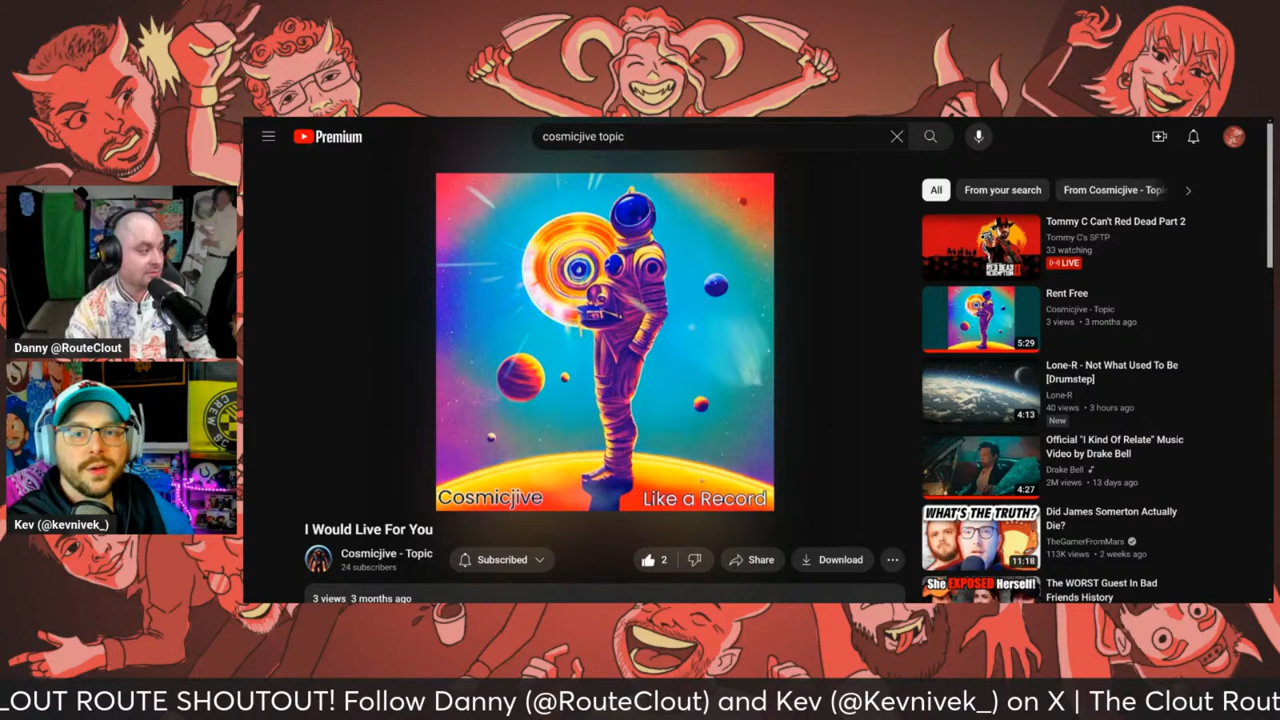 Premium
cosmicjive topic
All
From your search
From Cosmicjive - Topic
Cosmicjive
Like a Record
I Would Live For You
Cosmicjive - Topic
24 subscribers
Subscribed
2
Share
Download
3 views 3 months ago
Tommy C Can't Red Dead Part 2
Tommy C's SFTP
33 watching
LIVE
Rent Free
Cosmicjive - Topic
3 views • 3 months ago
5:29
Lone-R - Not What Used To Be
[Drumstep]
Lone-R
40 views • 3 hours ago
New
4:13
Official "I Kind Of Relate" Music
Video by Drake Bell
Drake Bell
2M views • 13 days ago
4:27
WHAT'S THE TRUTH?
Did James Somerton Actually
Die?
TheGamerFromMars
113K views • 2 weeks ago
11:18
She EXPOSED Herself!
The WORST Guest In Bad
Friends History
Danny @RouteClout
CREW
Kev (@kevnivek_)
LOUT ROUTE SHOUTOUT! Follow Danny (@RouteClout) and Kev (@Kevnivek_) on X | The Clout Rout